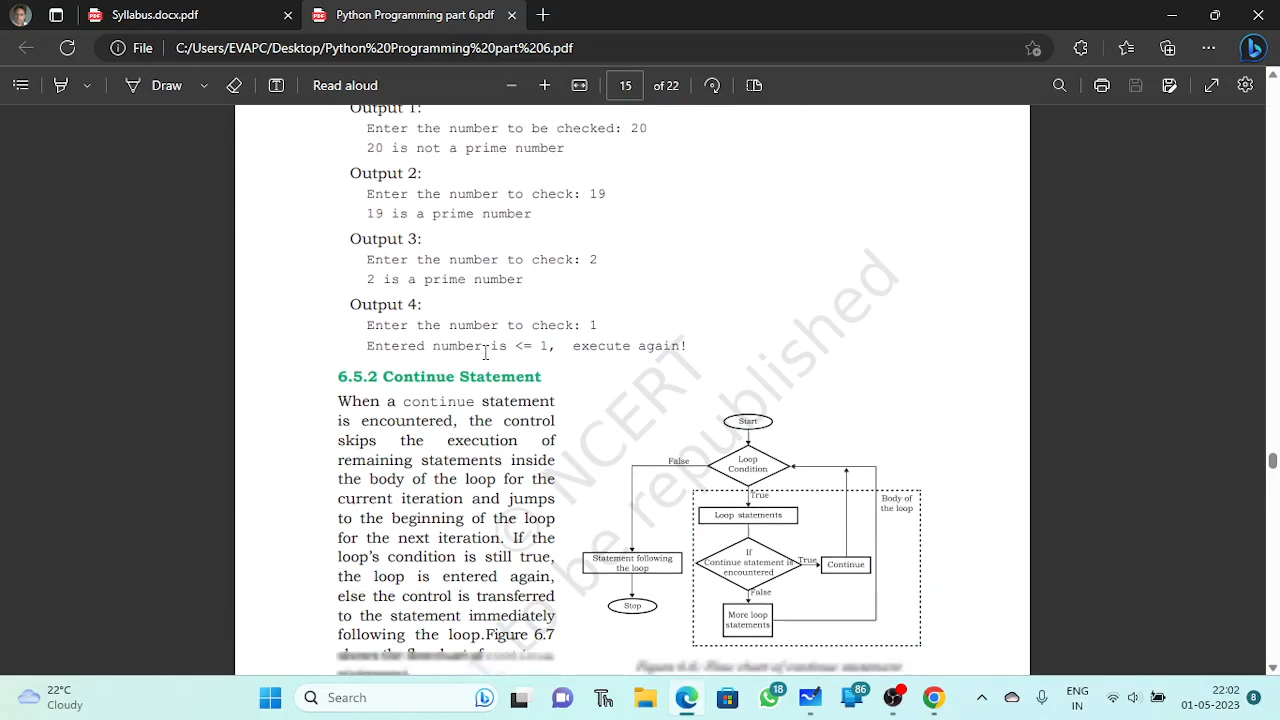 Syllabus.docx.pdf
Python Programming part 6.pdf
File
C:/Users/EVAPC/Desktop/Python%20Programming%20part%206.pdf
Draw
Read aloud
15 of 22
Output 1:
Enter the number to be checked: 20
20 is not a prime number
Output 2:
Enter the number to check: 19
19 is a prime number
Output 3:
Enter the number to check: 2
2 is a prime number
Output 4:
Enter the number to check: 1
Entered number is <= 1, execute again!
6.5.2 Continue Statement
When a continue statement
is encountered, the control
skips the execution of
remaining statements inside
the body of the loop for the
current iteration and jumps
to the beginning of the loop
for the next iteration. If the
loop's condition is still true,
the loop is entered again,
else the control is transferred
to the statement immediately
following the loop.Figure 6.7
Start
Loop
Condition
False
True
Body of
the loop
Loop statements
If
Continue statement is
encountered
True
Continue
False
More loop
statements
Statement following
the loop
Stop
© NCERT
to be republished
22°C
Cloudy
Search
18
86
ENG
IN
22:02
01-05-2023
8